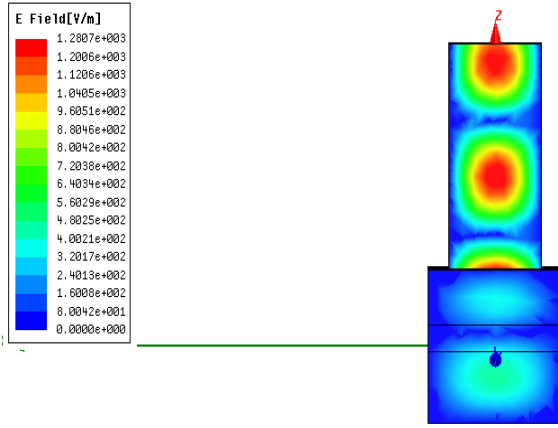 E Field[V/m]
1.2807e+003
1.2006e+003
1.1206e+003
1.0405e+003
9.6051e+002
8.8046e+002
8.0042e+002
7.2038e+002
6.4034e+002
5.6029e+002
4.8025e+002
4.0021e+002
3.2017e+002
2.4013e+002
1.6008e+002
8.0042e+001
0.0000e+000
Z